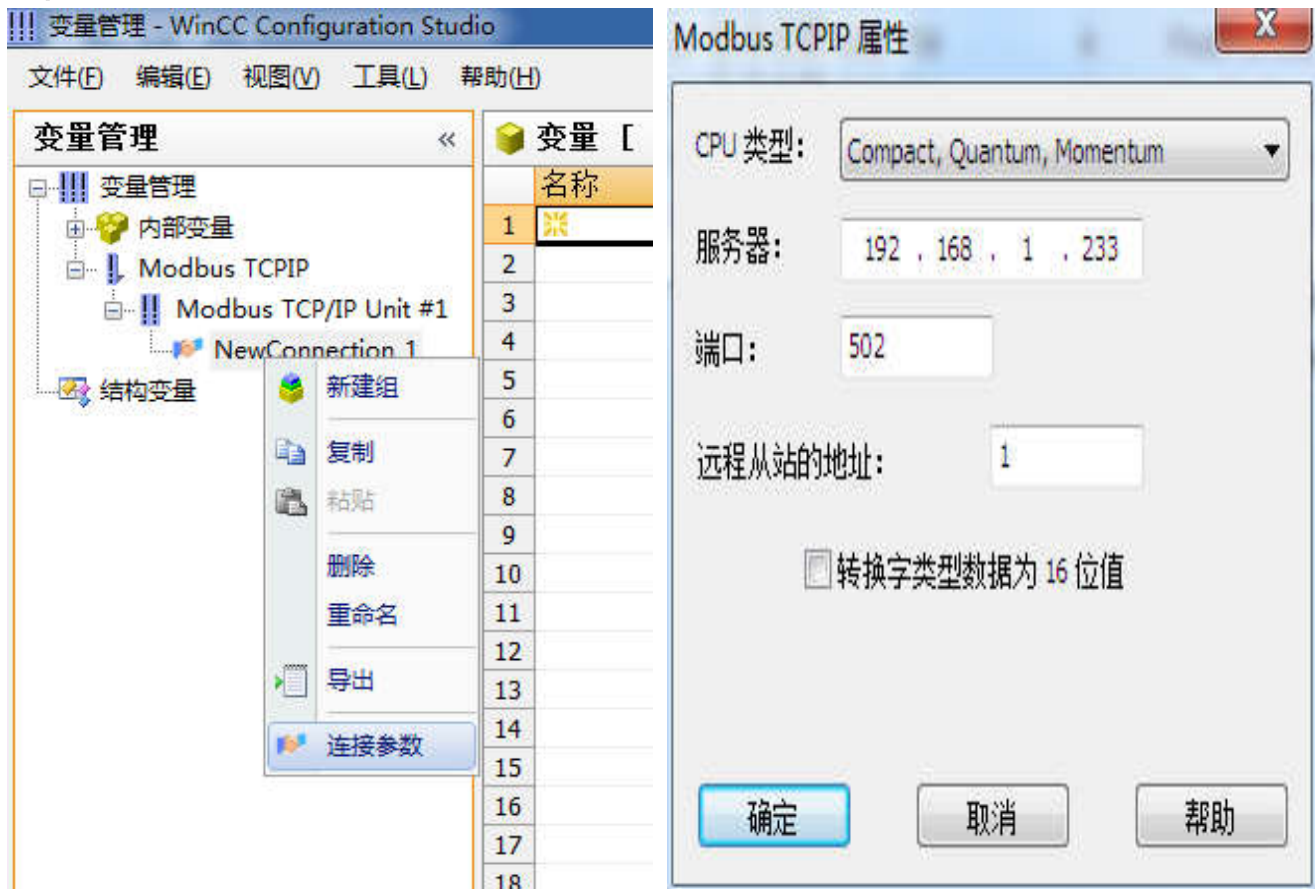 变量管理 - WinCC Configuration Studio
文件(F) 编辑(E) 视图(V) 工具(L) 帮助(H)
变量管理 «
变量管理
内部变量
Modbus TCPIP
Modbus TCP/IP Unit #1
NewConnection_1
结构变量
新建组
复制
粘贴
删除
重命名
导出
连接参数
变量 [
名称
1
2
3
4
5
6
7
8
9
10
11
12
13
14
15
16
17
18
Modbus TCPIP 属性
CPU 类型: Compact, Quantum, Momentum
服务器: 192 . 168 . 1 . 233
端口: 502
远程从站的地址: 1
转换字类型数据为 16 位值
确定 取消 帮助